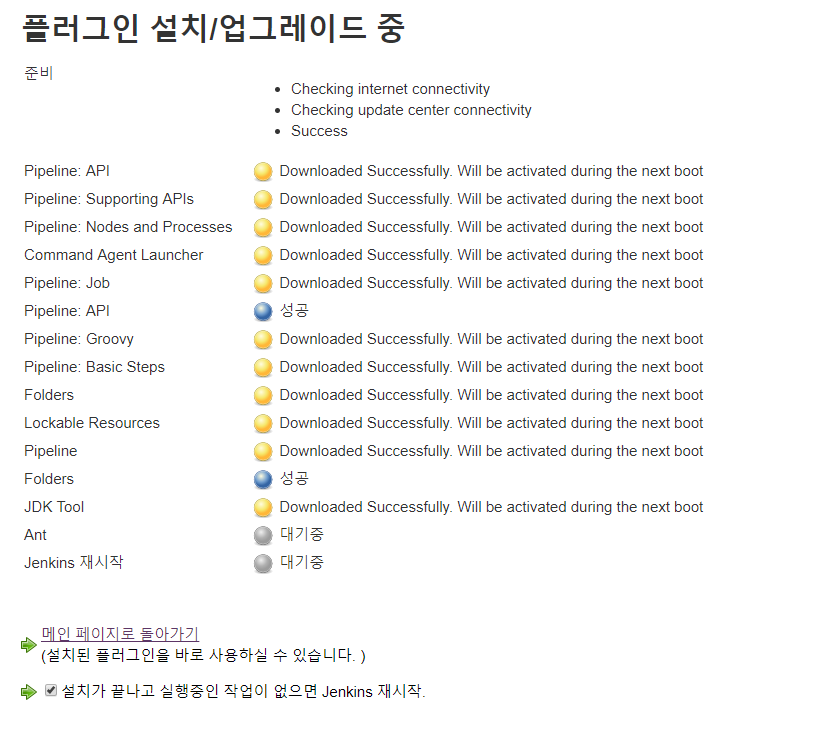 플러그인 설치/업그레이드 중
준비
Checking internet connectivity
Checking update center connectivity
Success
Pipeline: API Downloaded Successfully. Will be activated during the next boot
Pipeline: Supporting APIs Downloaded Successfully. Will be activated during the next boot
Pipeline: Nodes and Processes Downloaded Successfully. Will be activated during the next boot
Command Agent Launcher Downloaded Successfully. Will be activated during the next boot
Pipeline: Job Downloaded Successfully. Will be activated during the next boot
Pipeline: API 성공
Pipeline: Groovy Downloaded Successfully. Will be activated during the next boot
Pipeline: Basic Steps Downloaded Successfully. Will be activated during the next boot
Folders Downloaded Successfully. Will be activated during the next boot
Lockable Resources Downloaded Successfully. Will be activated during the next boot
Pipeline Downloaded Successfully. Will be activated during the next boot
Folders 성공
JDK Tool Downloaded Successfully. Will be activated during the next boot
Ant 대기중
Jenkins 재시작 대기중
메인 페이지로 돌아가기
(설치된 플러그인을 바로 사용하실 수 있습니다. )
설치가 끝나고 실행중인 작업이 없으면 Jenkins 재시작.